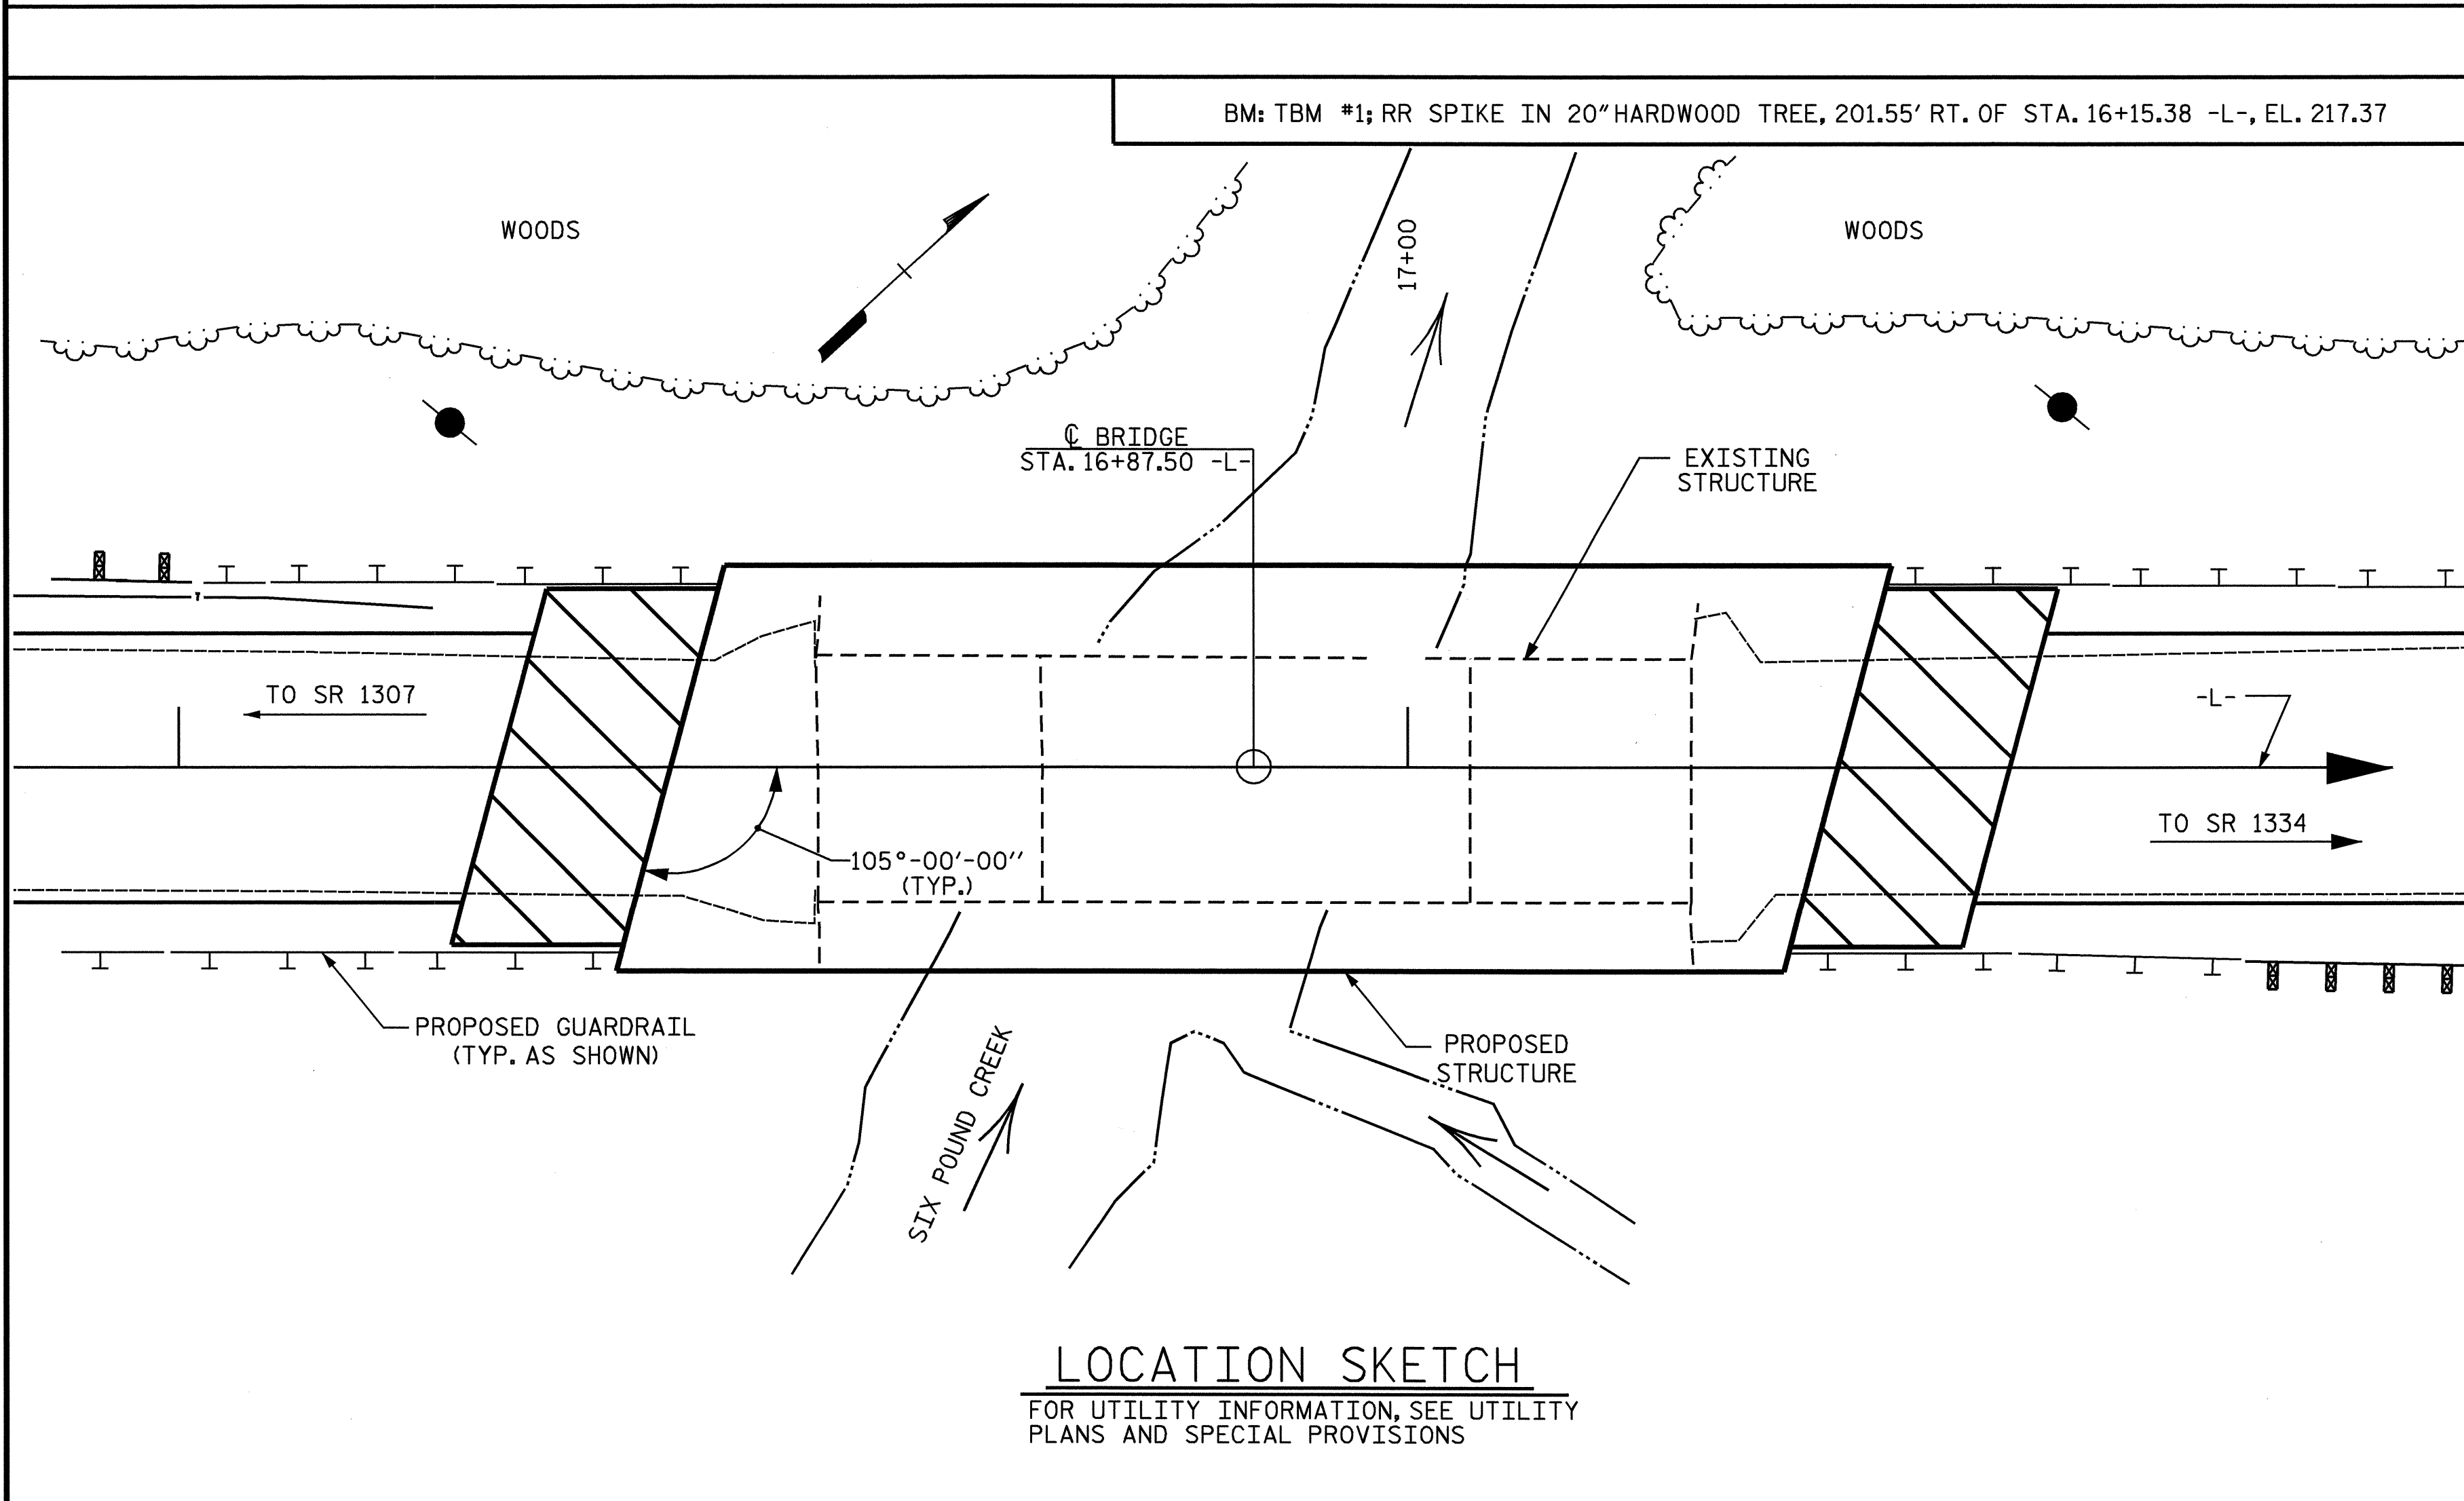 BM: TBM #1; RR SPIKE IN 20" HARDWOOD TREE, 201.55' RT. OF STA. 16+15.38 -L-, EL. 217.37
WOODS
17+00
WOODS
℄ BRIDGE
STA. 16+87.50 -L-
EXISTING
STRUCTURE
TO SR 1307
-L-
TO SR 1334
105°-00'-00"
(TYP.)
PROPOSED GUARDRAIL
(TYP. AS SHOWN)
SIX POUND CREEK
PROPOSED
STRUCTURE
LOCATION SKETCH
FOR UTILITY INFORMATION, SEE UTILITY
PLANS AND SPECIAL PROVISIONS